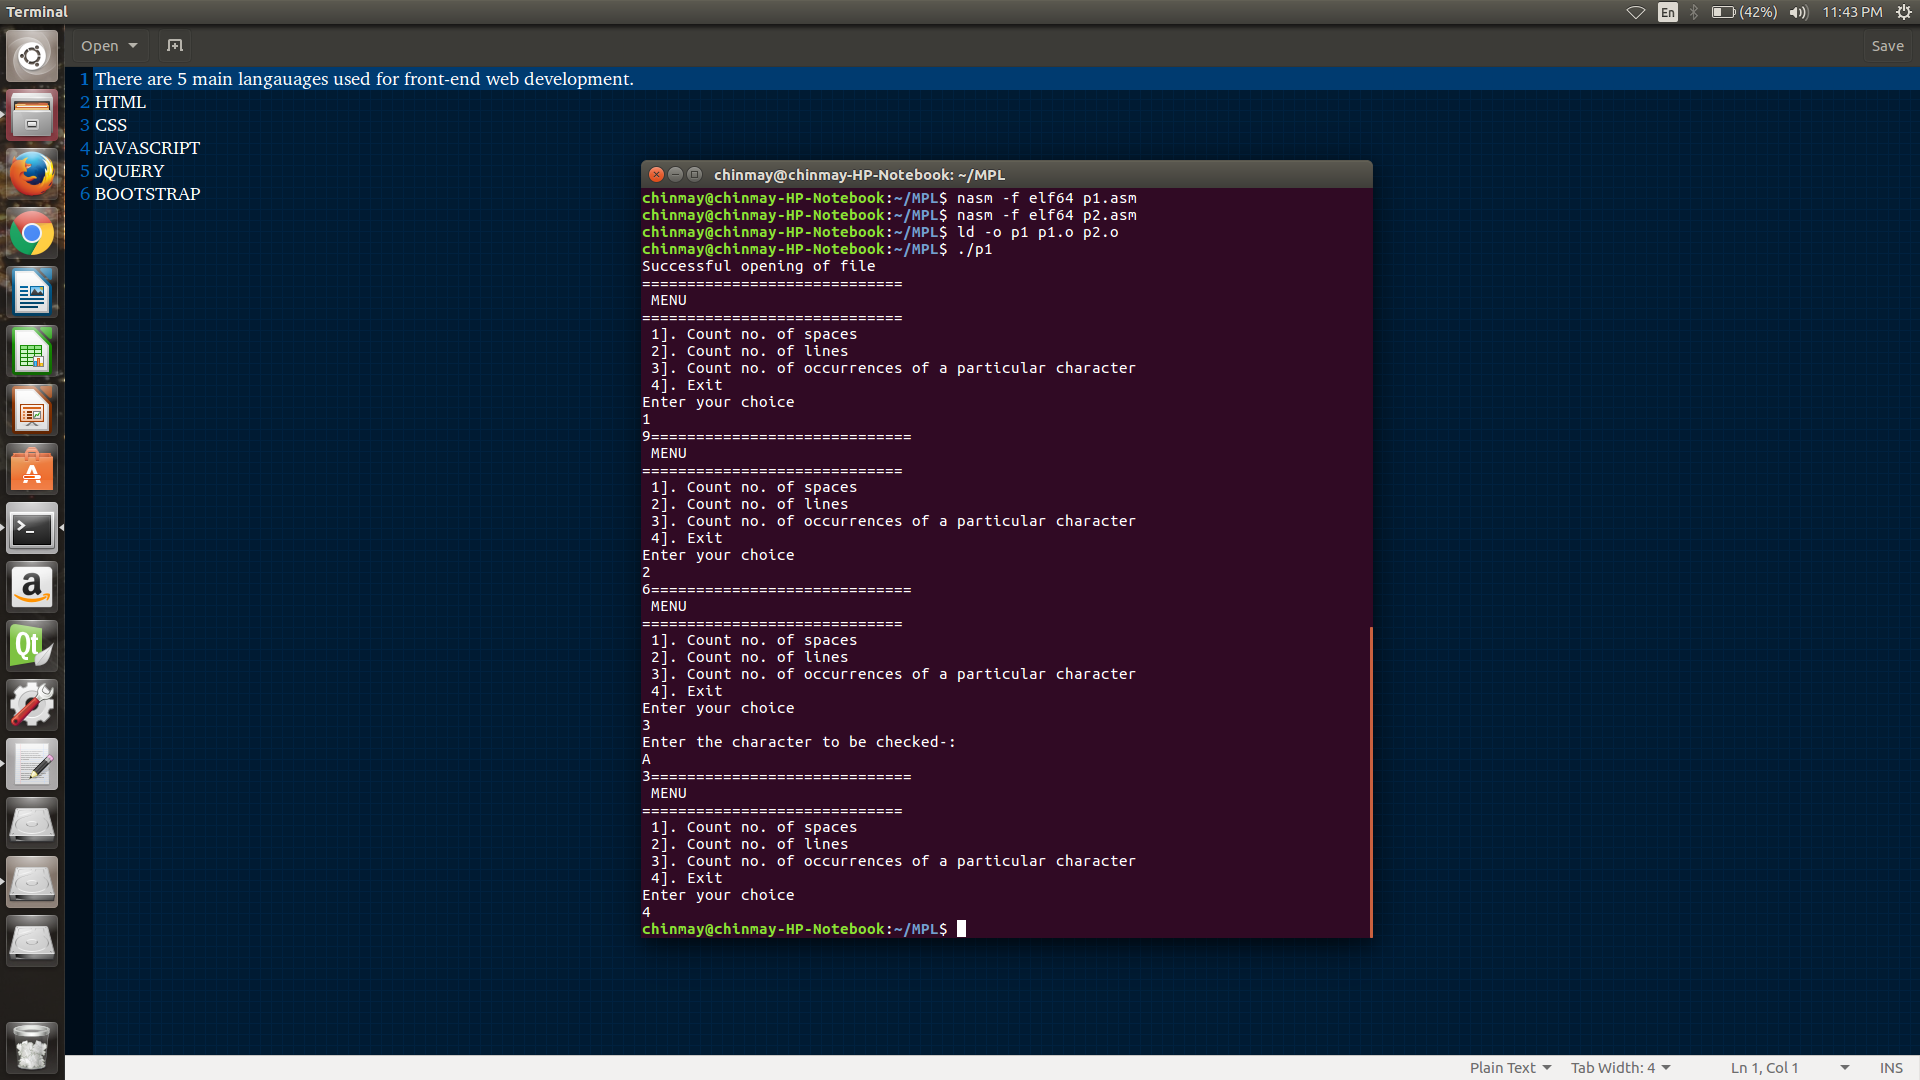 Terminal
En
(42%)
11:43 PM
Open
Save
1 There are 5 main langauages used for front-end web development.
2 HTML
3 CSS
4 JAVASCRIPT
5 JQUERY
6 BOOTSTRAP
chinmay@chinmay-HP-Notebook: ~/MPL
chinmay@chinmay-HP-Notebook:~/MPL$ nasm -f elf64 p1.asm
chinmay@chinmay-HP-Notebook:~/MPL$ nasm -f elf64 p2.asm
chinmay@chinmay-HP-Notebook:~/MPL$ ld -o p1 p1.o p2.o
chinmay@chinmay-HP-Notebook:~/MPL$ ./p1
Successful opening of file
=============================
MENU
=============================
1]. Count no. of spaces
2]. Count no. of lines
3]. Count no. of occurrences of a particular character
4]. Exit
Enter your choice
1
9=============================
MENU
=============================
1]. Count no. of spaces
2]. Count no. of lines
3]. Count no. of occurrences of a particular character
4]. Exit
Enter your choice
2
6=============================
MENU
=============================
1]. Count no. of spaces
2]. Count no. of lines
3]. Count no. of occurrences of a particular character
4]. Exit
Enter your choice
3
Enter the character to be checked-:
A
3=============================
MENU
=============================
1]. Count no. of spaces
2]. Count no. of lines
3]. Count no. of occurrences of a particular character
4]. Exit
Enter your choice
4
chinmay@chinmay-HP-Notebook:~/MPL$
a
Qt
Plain Text
Tab Width: 4
Ln 1, Col 1
INS